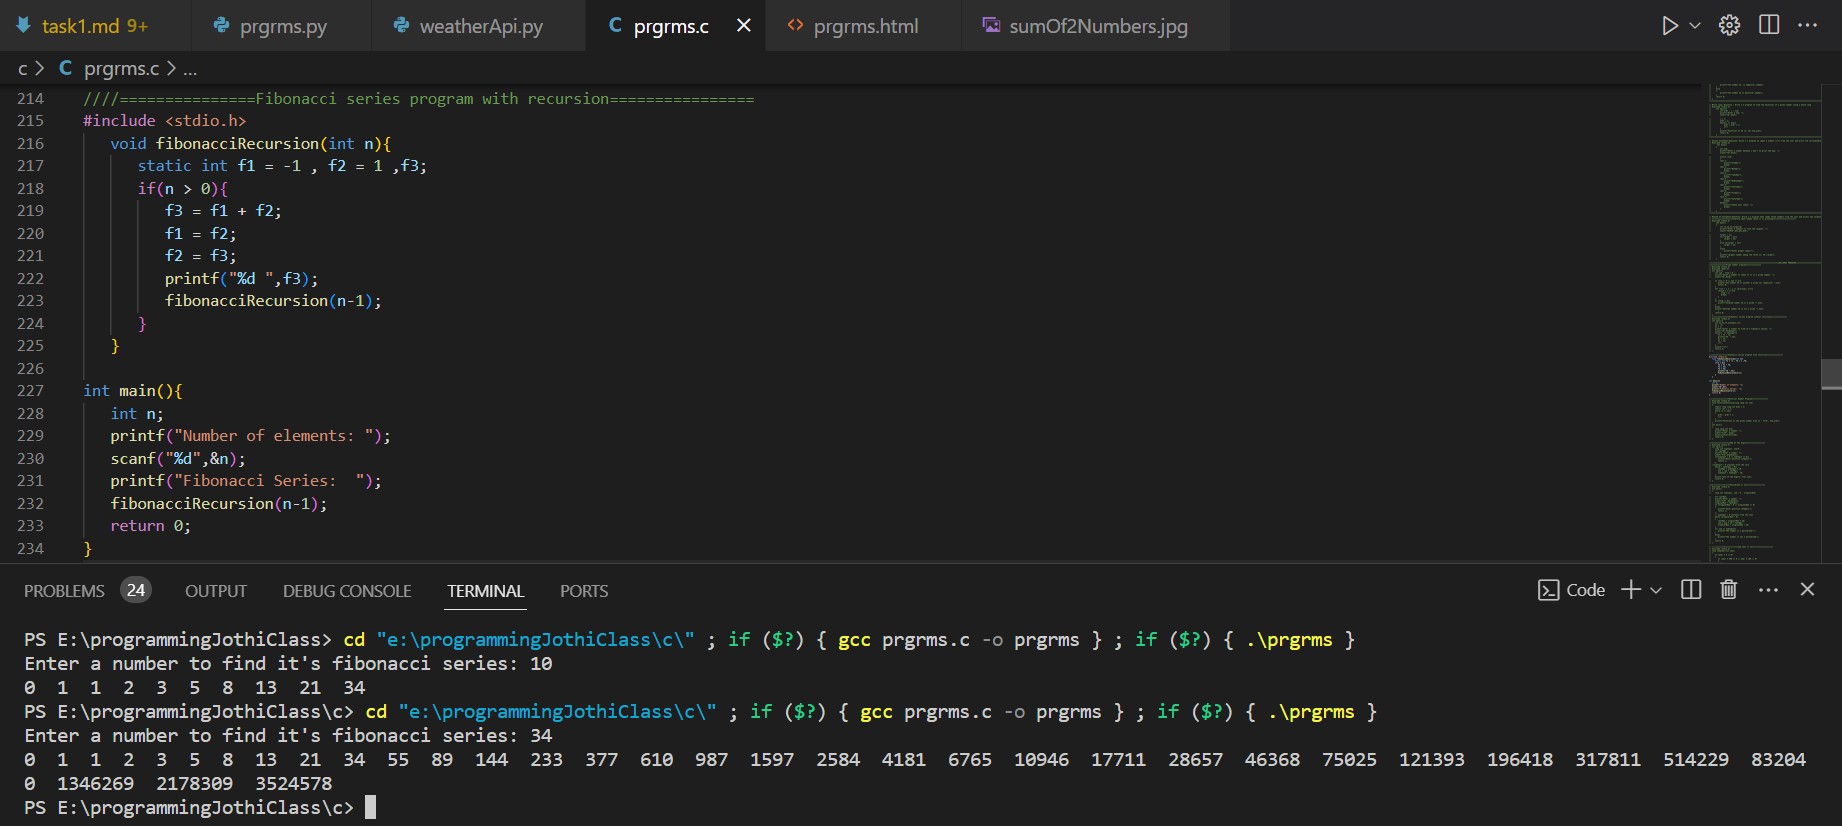 task1.md 9+ prgrms.py weatherApi.py C prgrms.c prgrms.html sumOf2Numbers.jpg
c > C prgrms.c > ...
214 ////===============Fibonacci series program with recursion================
215 #include <stdio.h>
216 void fibonacciRecursion(int n){
217 static int f1 = -1 , f2 = 1 ,f3;
218 if(n > 0){
219 f3 = f1 + f2;
220 f1 = f2;
221 f2 = f3;
222 printf("%d ",f3);
223 fibonacciRecursion(n-1);
224 }
225 }
226
227 int main(){
228 int n;
229 printf("Number of elements: ");
230 scanf("%d",&n);
231 printf("Fibonacci Series:  ");
232 fibonacciRecursion(n-1);
233 return 0;
234 }
PROBLEMS 24 OUTPUT DEBUG CONSOLE TERMINAL PORTS Code
PS E:\programmingJothiClass> cd "e:\programmingJothiClass\c\" ; if ($?) { gcc prgrms.c -o prgrms } ; if ($?) { .\prgrms }
Enter a number to find it's fibonacci series: 10
0  1  1  2  3  5  8  13  21  34
PS E:\programmingJothiClass\c> cd "e:\programmingJothiClass\c\" ; if ($?) { gcc prgrms.c -o prgrms } ; if ($?) { .\prgrms }
Enter a number to find it's fibonacci series: 34
0  1  1  2  3  5  8  13  21  34  55  89  144  233  377  610  987  1597  2584  4181  6765  10946  17711  28657  46368  75025  121393  196418  317811  514229  83204
0  1346269  2178309  3524578
PS E:\programmingJothiClass\c>